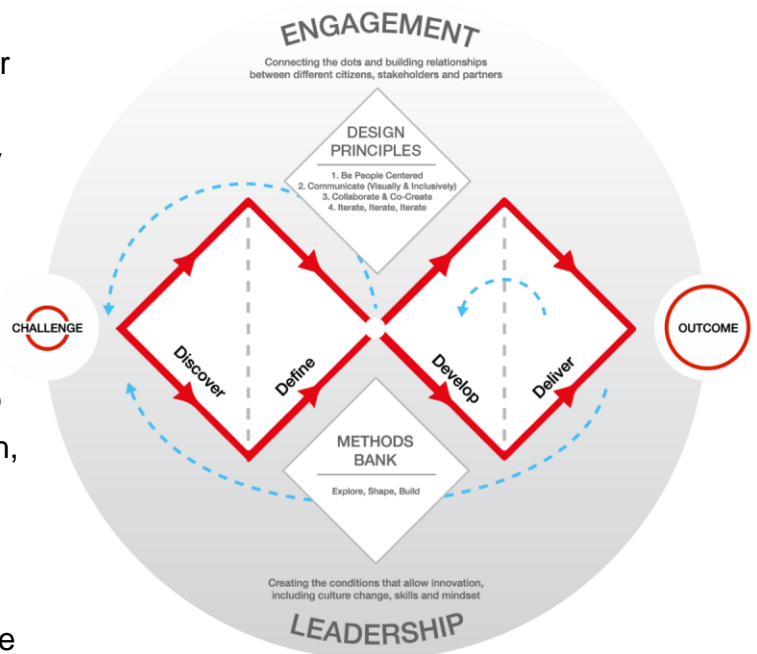 ENGAGEMENT
Connecting the dots and building relationships
between different citizens, stakeholders and partners
DESIGN
PRINCIPLES
1. Be People Centered
2. Communicate (Visually & Inclusively)
3. Collaborate & Co-Create
4. Iterate, Iterate, Iterate
CHALLENGE
Discover
Define
Develop
Deliver
OUTCOME
METHODS
BANK
Explore, Shape, Build
Creating the conditions that allow innovation,
including culture change, skills and mindset
LEADERSHIP